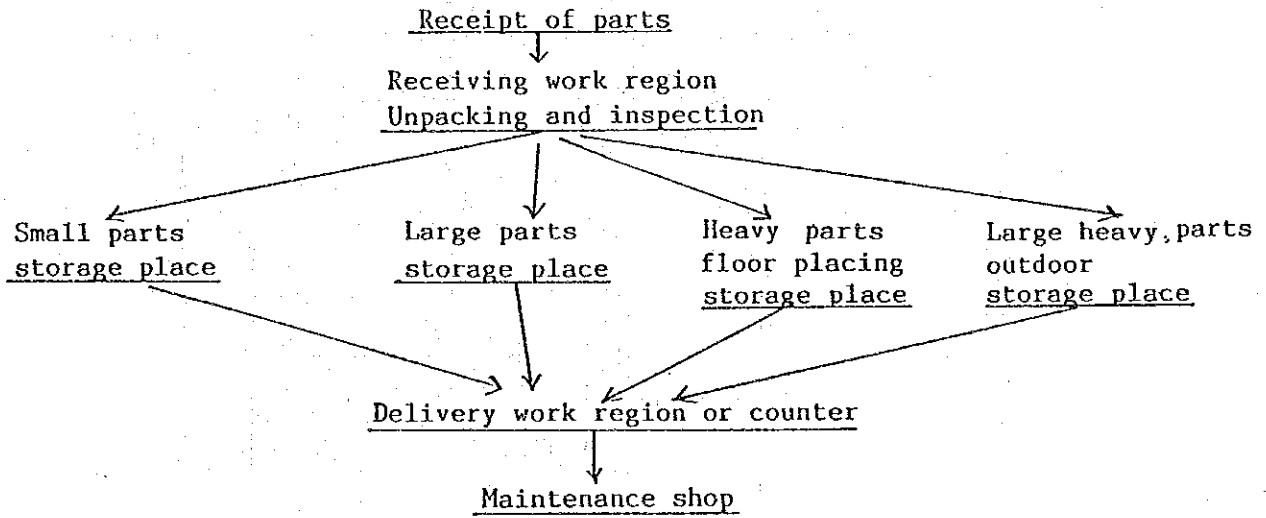 Receipt of parts
Receiving work region
Unpacking and inspection
Small parts
storage place
Large parts
storage place
Heavy parts
floor placing
storage place
Large heavy, parts
outdoor
storage place
Delivery work region or counter
Maintenance shop